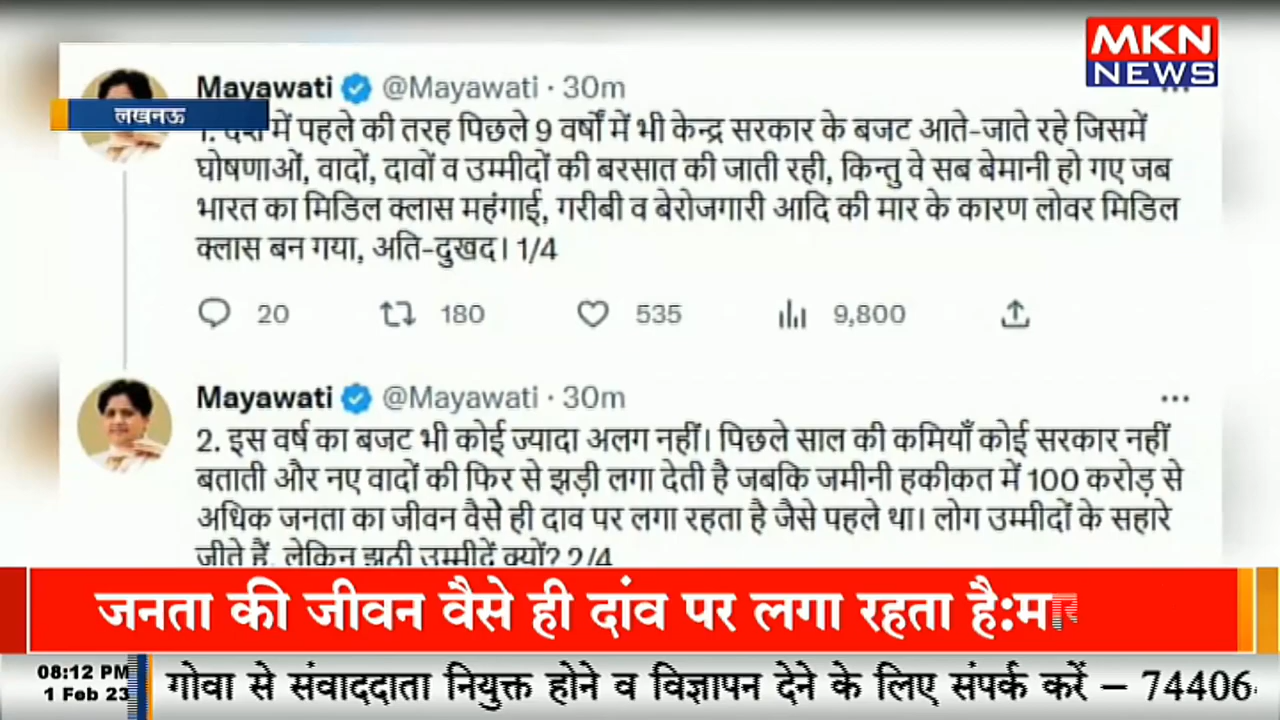 MKN
NEWS
Mayawati @Mayawati · 30m
लखनऊ
1. देश में पहले की तरह पिछले 9 वर्षों में भी केन्द्र सरकार के बजट आते-जाते रहे जिसमें
घोषणाओं, वादों, दावों व उम्मीदों की बरसात की जाती रही, किन्तु वे सब बेमानी हो गए जब
भारत का मिडिल क्लास महंगाई, गरीबी व बेरोजगारी आदि की मार के कारण लोवर मिडिल
क्लास बन गया, अति-दुखद। 1/4
20 180 535 9,800
Mayawati @Mayawati · 30m
2. इस वर्ष का बजट भी कोई ज्यादा अलग नहीं। पिछले साल की कमियाँ कोई सरकार नहीं
बताती और नए वादों की फिर से झड़ी लगा देती है जबकि जमीनी हकीकत में 100 करोड़ से
अधिक जनता का जीवन वैसे ही दाव पर लगा रहता है जैसे पहले था। लोग उम्मीदों के सहारे
जीते हैं, लेकिन झूठी उम्मीदें क्यों? 2/4
जनता की जीवन वैसे ही दांव पर लगा रहता है:मा
08:12 PM
1 Feb 23
गोवा से संवाददाता नियुक्त होने व विज्ञापन देने के लिए संपर्क करें – 74406